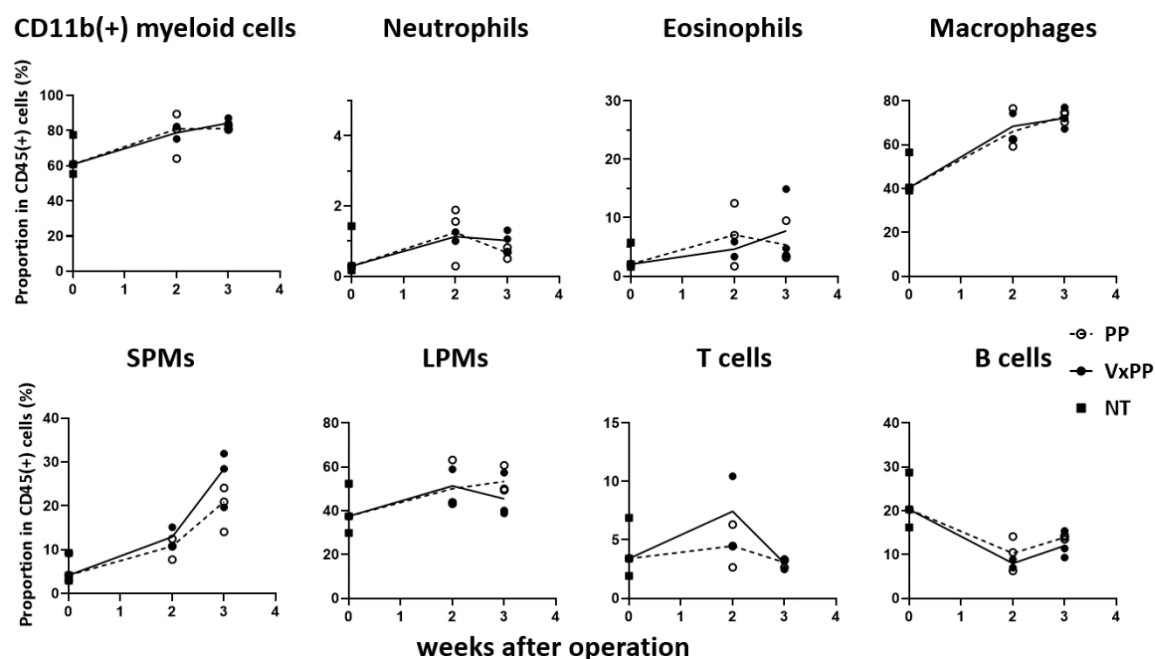 CD11b(+) myeloid cells Neutrophils Eosinophils Macrophages
Proportion in CD45(+) cells (%)
100 80 60 40 20 0
0 1 2 3 4
4 2 0
0 1 2 3 4
30 20 10 0
0 1 2 3 4
80 60 40 20 0
0 1 2 3 4
SPMs LPMs T cells B cells
PP
VxPP
NT
Proportion in CD45(+) cells (%)
40 30 20 10 0
0 1 2 3 4
80 60 40 20 0
0 1 2 3 4
15 10 5 0
0 1 2 3 4
40 30 20 10 0
0 1 2 3 4
weeks after operation